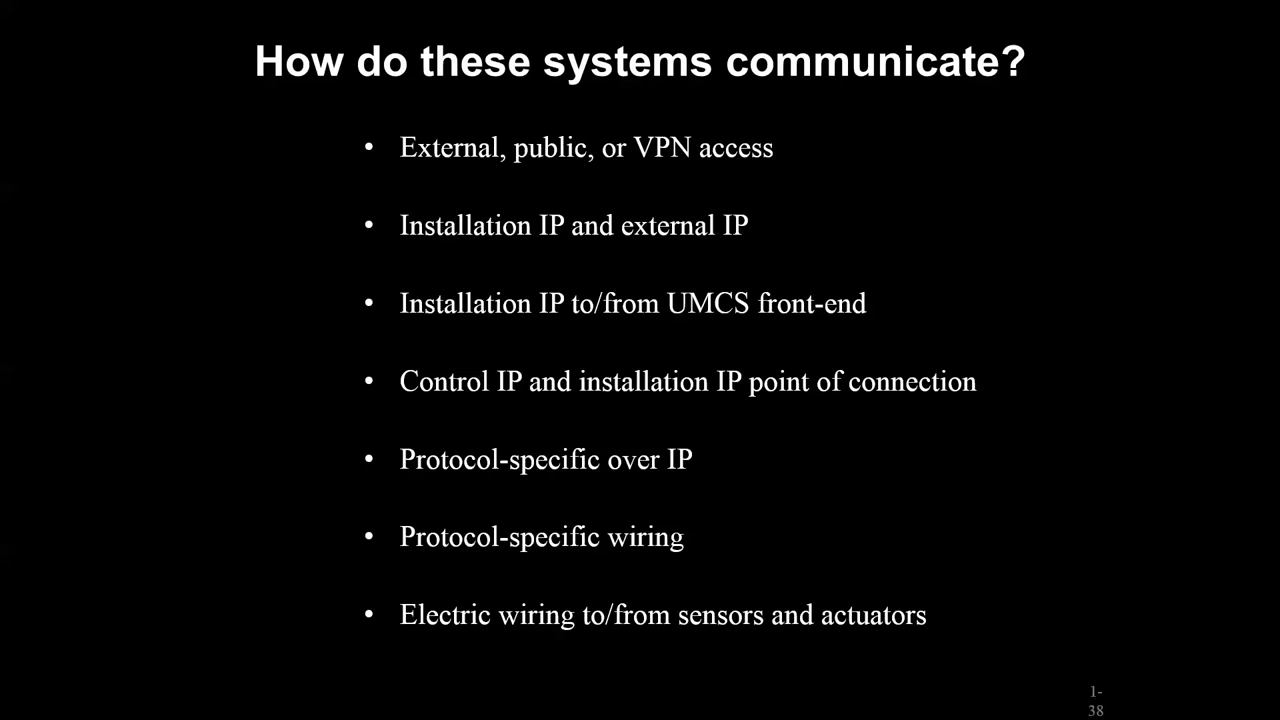 How do these systems communicate?
• External, public, or VPN access
• Installation IP and external IP
• Installation IP to/from UMCS front-end
• Control IP and installation IP point of connection
• Protocol-specific over IP
• Protocol-specific wiring
• Electric wiring to/from sensors and actuators
1-
38